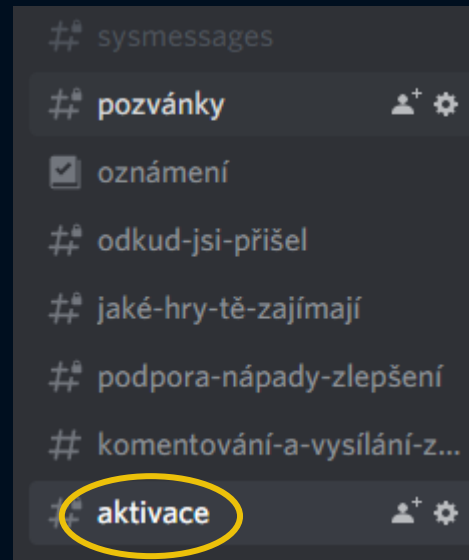 sysmessages
pozvánky
oznámení
odkud-jsi-přišel
jaké-hry-tě-zajímají
podpora-nápady-zlepšení
komentování-a-vysílání-z...
aktivace